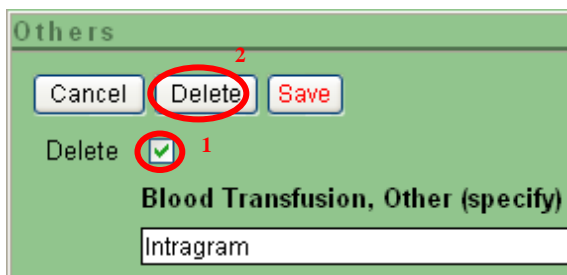 Others
2
Cancel Delete Save
Delete 1
Blood Transfusion, Other (specify)
Intragram